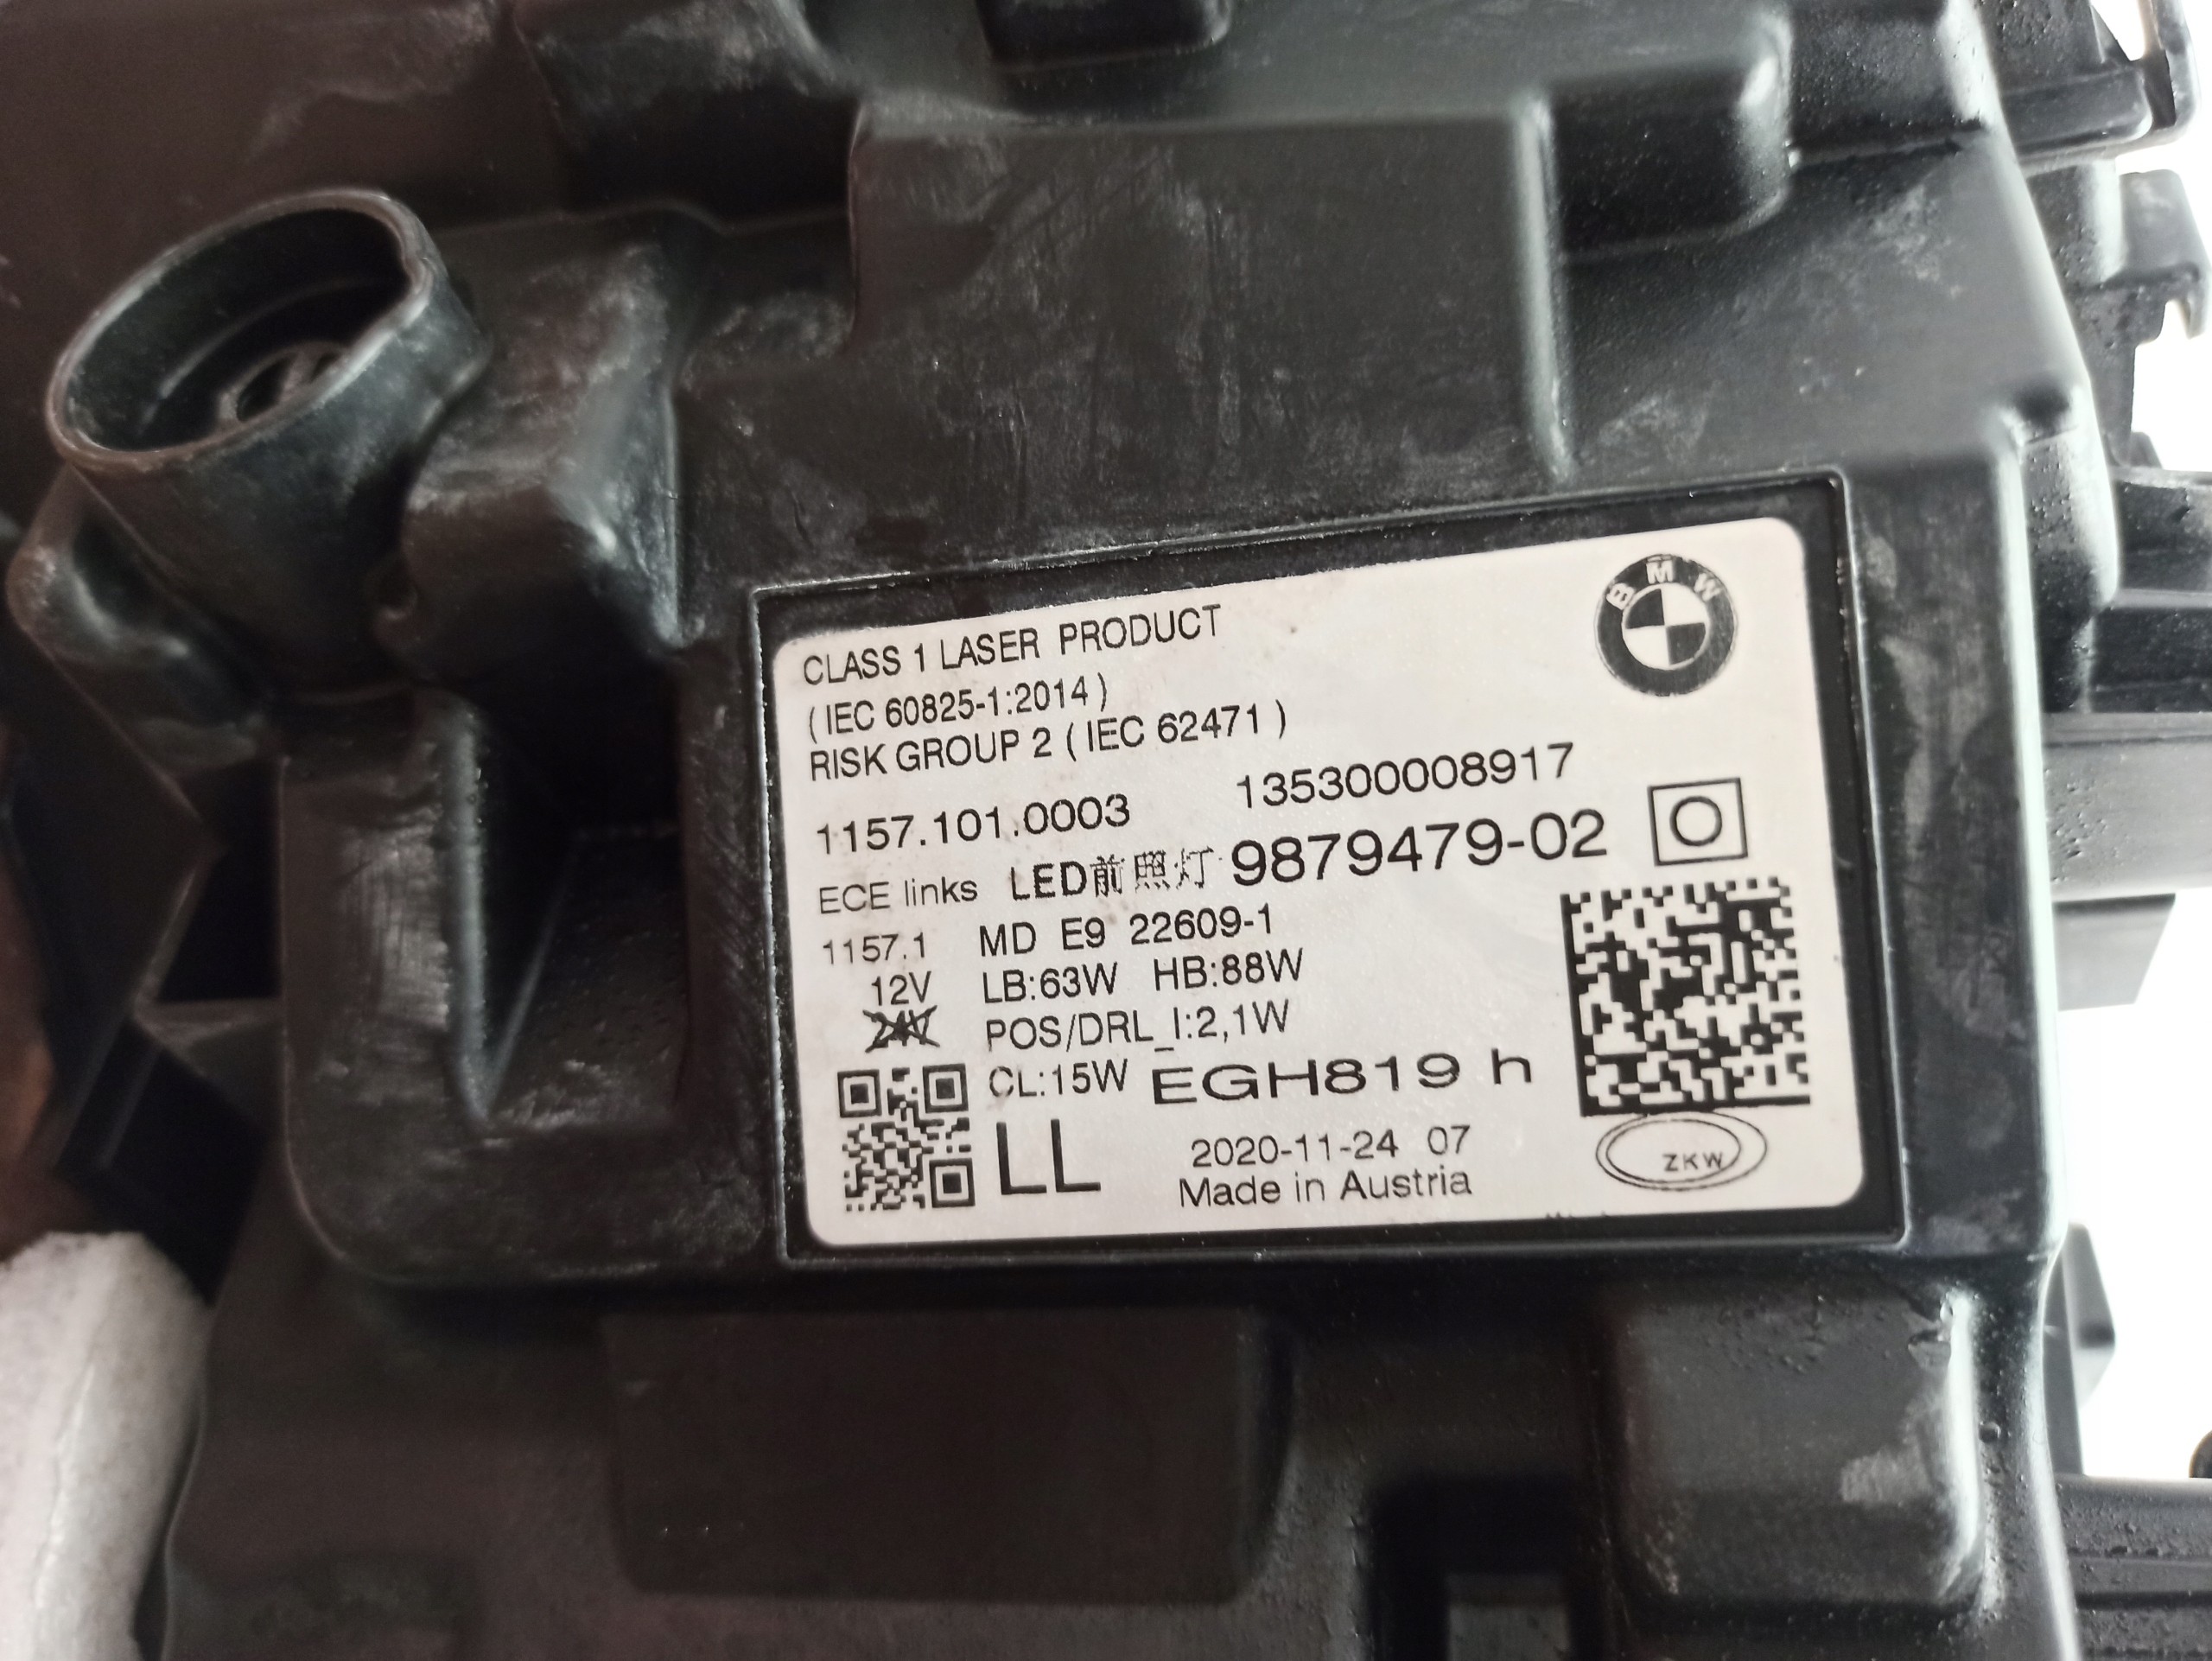 BMW
CLASS 1 LASER PRODUCT
( IEC 60825-1:2014 )
RISK GROUP 2 ( IEC 62471 )
1157.101.0003 135300008917
ECE links LED前照灯 9879479-02
1157.1 MD E9 22609-1
12V LB:63W HB:88W
24V POS/DRL_I:2,1W
CL:15W EGH819 h
LL 2020-11-24 07
Made in Austria
ZKW